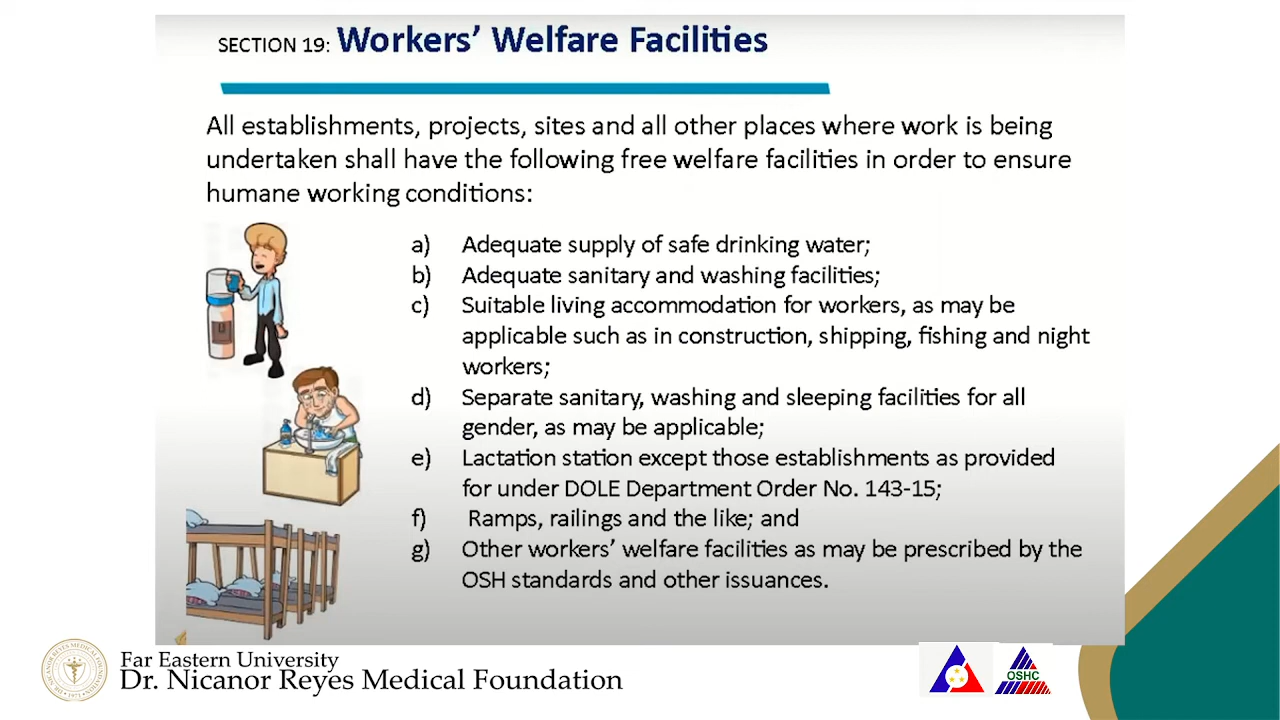 SECTION 19: Workers' Welfare Facilities
All establishments, projects, sites and all other places where work is being
undertaken shall have the following free welfare facilities in order to ensure
humane working conditions:
a) Adequate supply of safe drinking water;
b) Adequate sanitary and washing facilities;
c) Suitable living accommodation for workers, as may be
applicable such as in construction, shipping, fishing and night
workers;
d) Separate sanitary, washing and sleeping facilities for all
gender, as may be applicable;
e) Lactation station except those establishments as provided
for under DOLE Department Order No. 143-15;
f) Ramps, railings and the like; and
g) Other workers' welfare facilities as may be prescribed by the
OSH standards and other issuances.
Far Eastern University
Dr. Nicanor Reyes Medical Foundation
OSHC